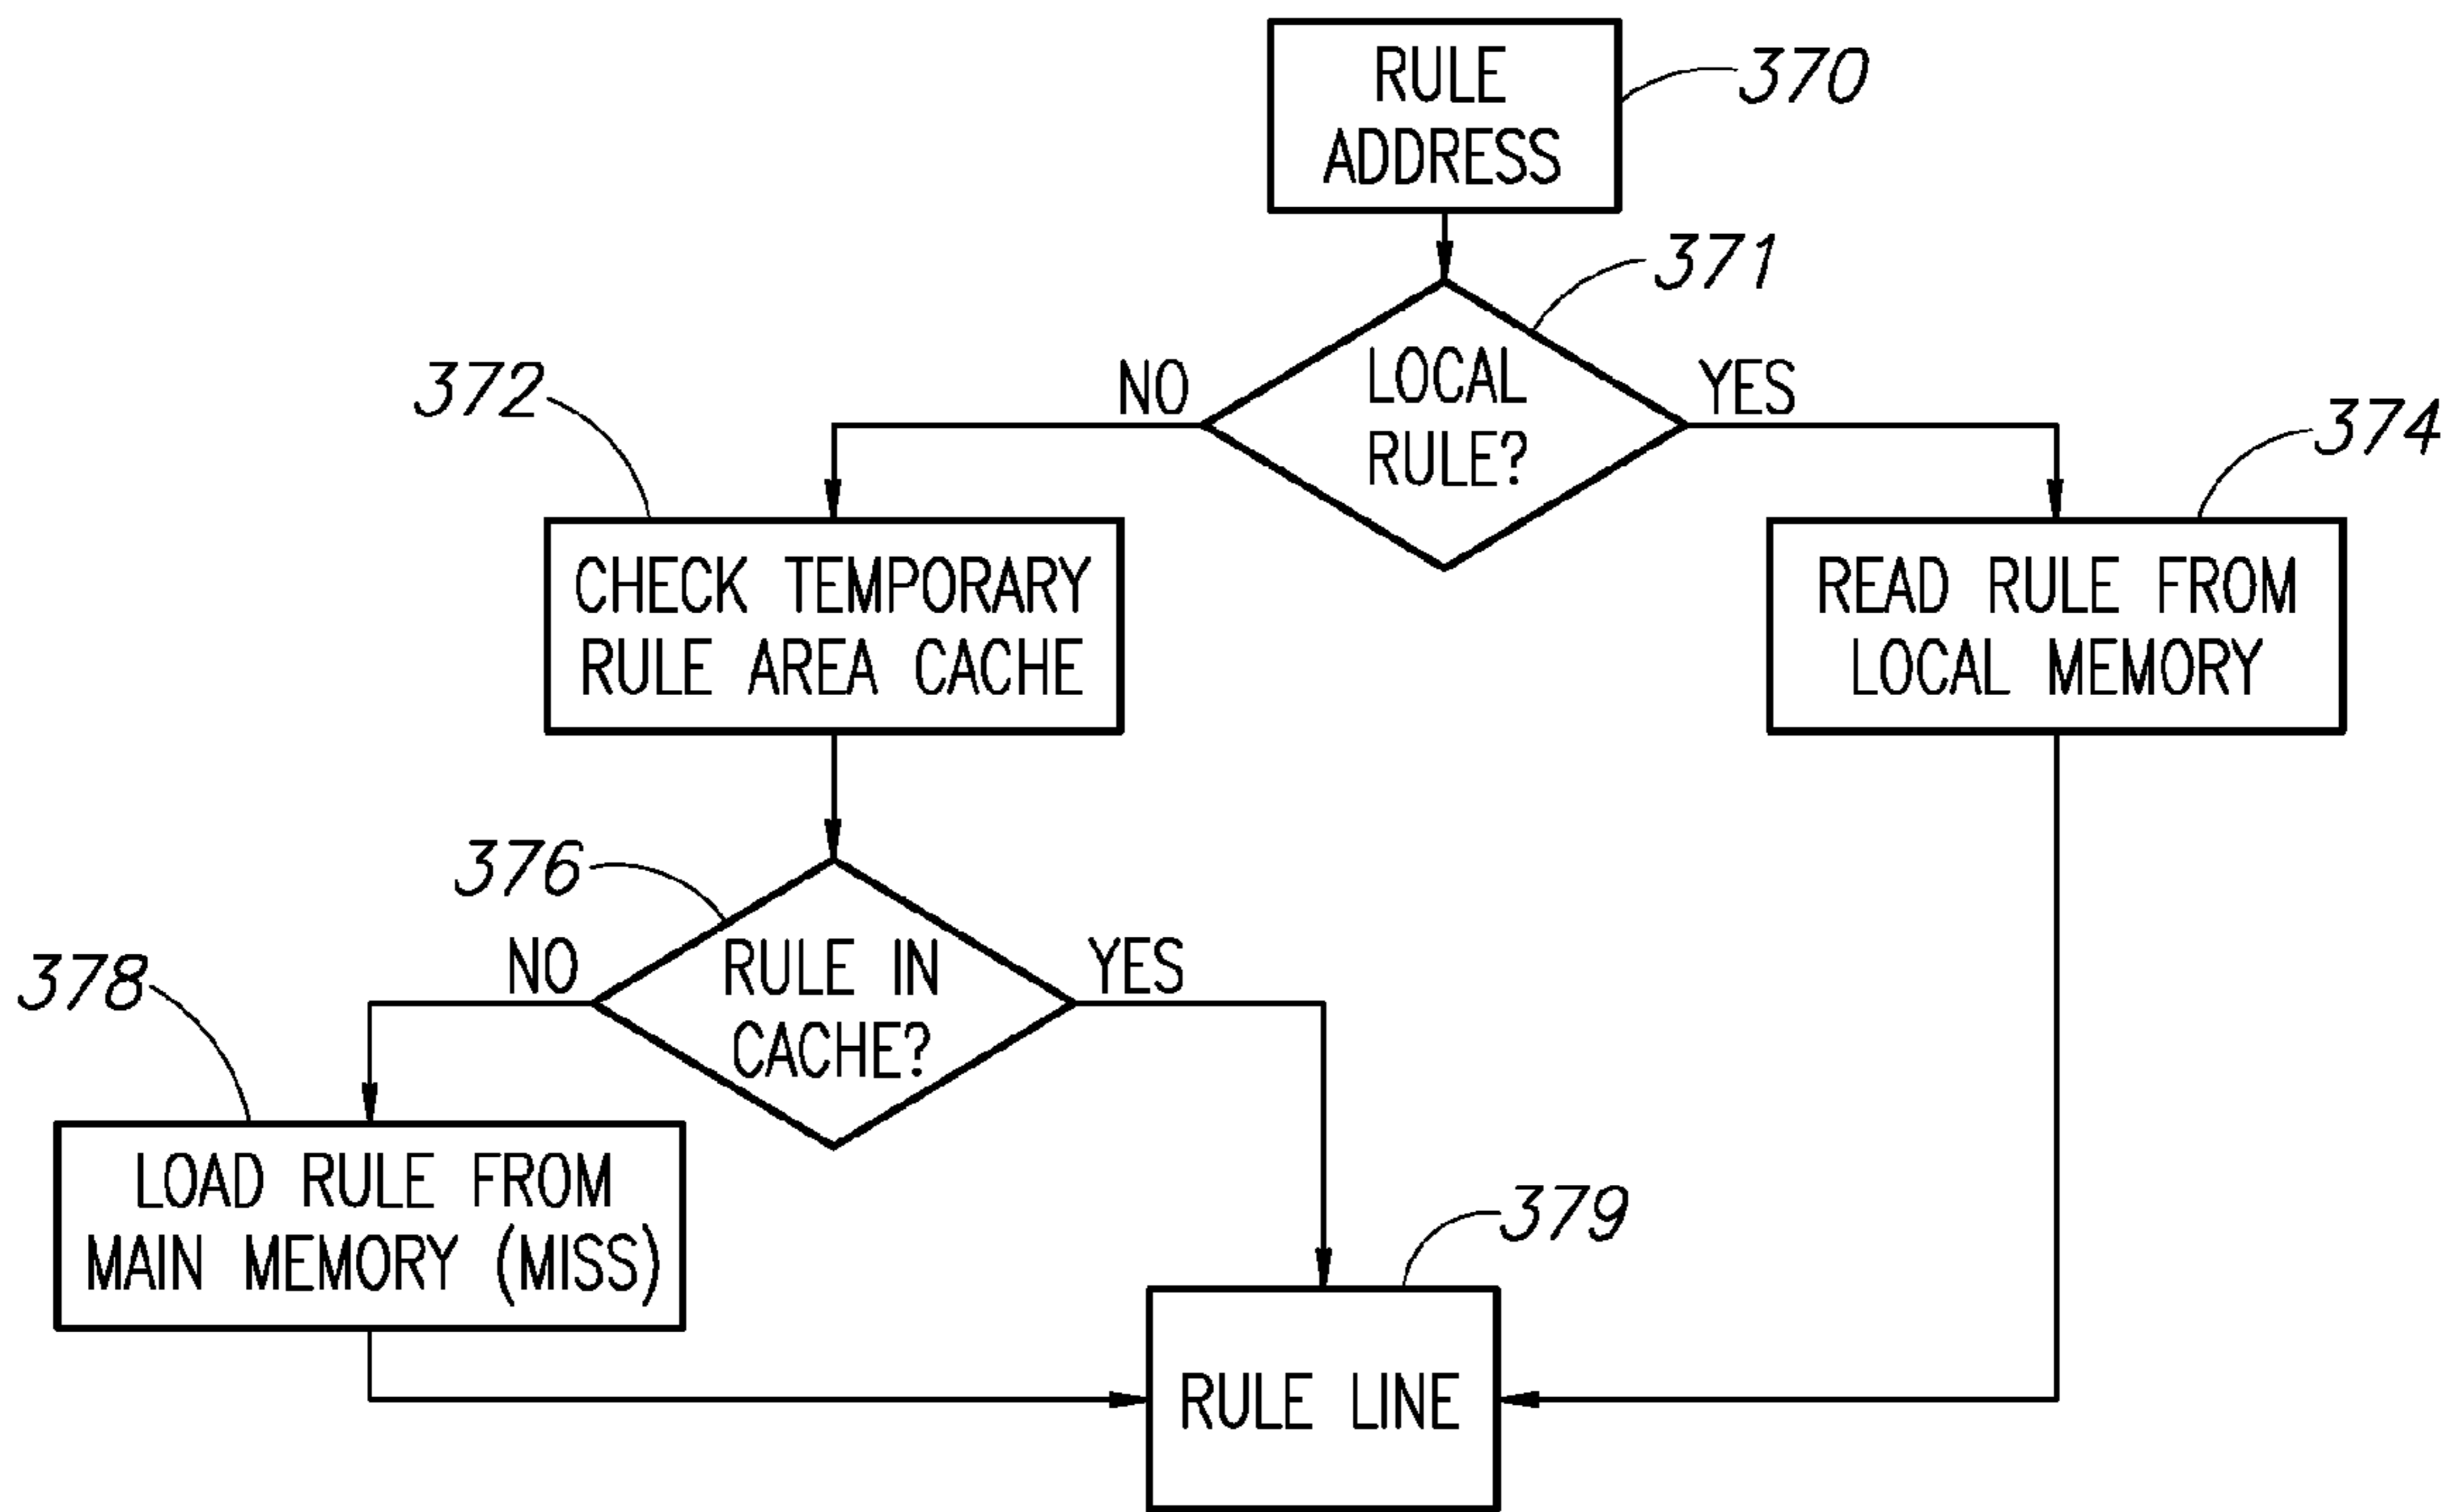 RULE
ADDRESS
370
371
LOCAL
RULE?
NO
YES
372
374
CHECK TEMPORARY
RULE AREA CACHE
READ RULE FROM
LOCAL MEMORY
376
RULE IN
CACHE?
NO
YES
378
LOAD RULE FROM
MAIN MEMORY (MISS)
379
RULE LINE